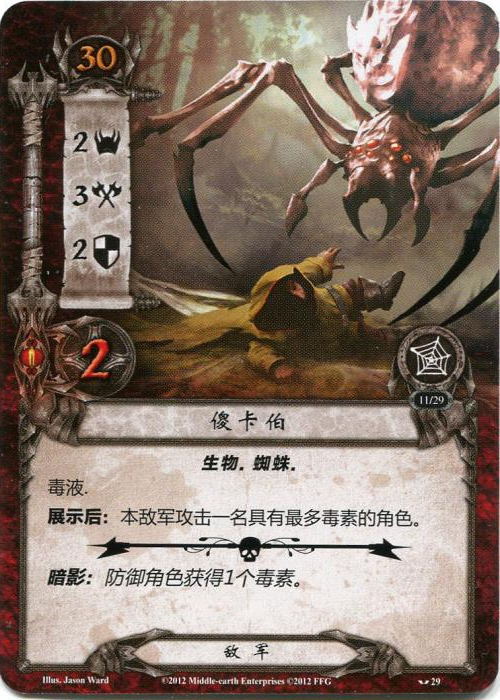 30
2
3
2
2
11/29
傻卡伯
生物. 蜘蛛.
毒液.
展示后：本敌军攻击一名具有最多毒素的角色。
暗影：防御角色获得1个毒素。
敌军
Illus. Jason Ward ©2012 Middle-earth Enterprises ©2012 FFG 29